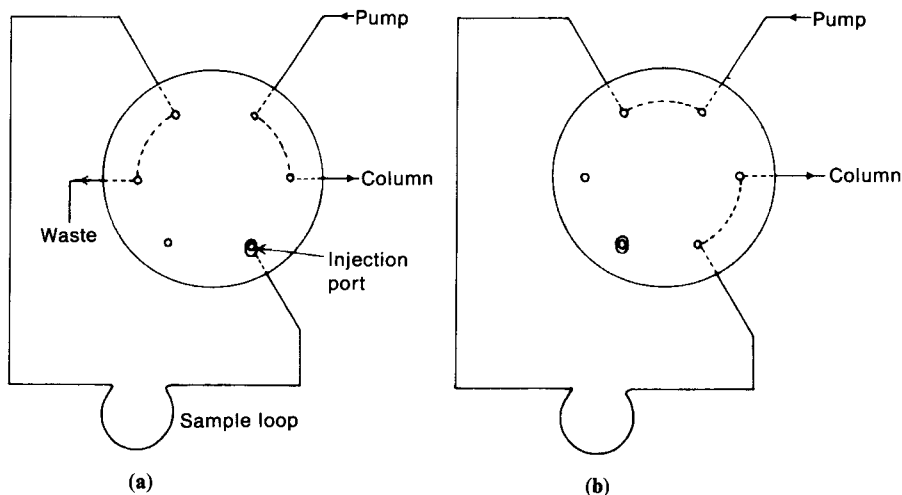 Pump
Column
Waste
Injection
port
Sample loop
(a)
Pump
Column
(b)